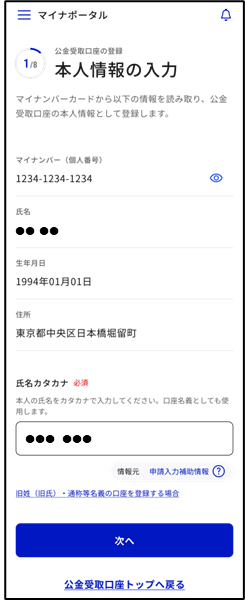 マイナポータル
1/8
公金受取口座の登録
本人情報の入力
マイナンバーカードから以下の情報を読み取り、公金
受取口座の本人情報として登録します。
マイナンバー（個人番号）
1234-1234-1234
氏名
●● ●●
生年月日
1994年01月01日
住所
東京都中央区日本橋堀留町
氏名カタカナ 必須
本人の氏名をカタカナで入力してください。口座名義としても使
用します。
●●● ●●●
情報元 申請入力補助情報 ?
旧姓（旧氏）・通称等名義の口座を登録する場合
次へ
公金受取口座トップへ戻る